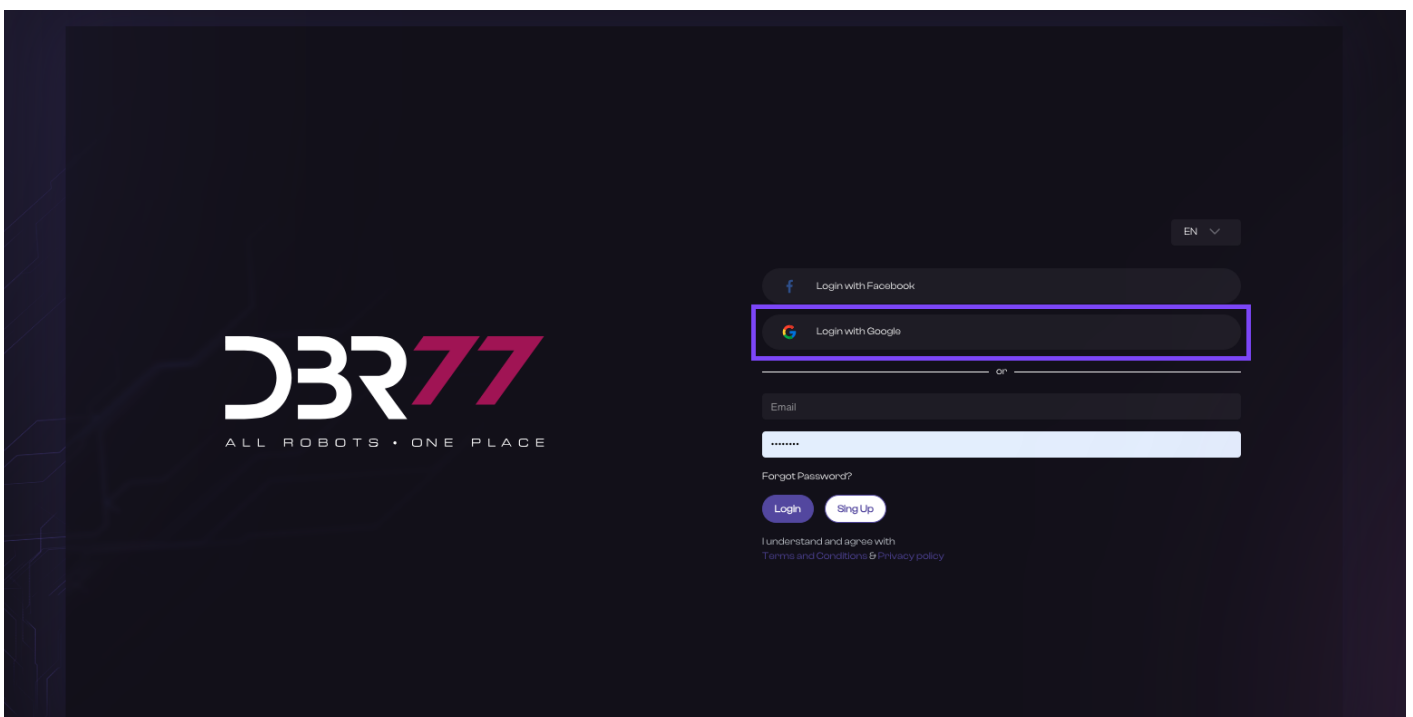 EN
Login with Facebook
Login with Google
or
DBR77
ALL ROBOTS • ONE PLACE
Email
••••••••
Forgot Password?
Login
Sing Up
I understand and agree with
Terms and Conditions & Privacy policy